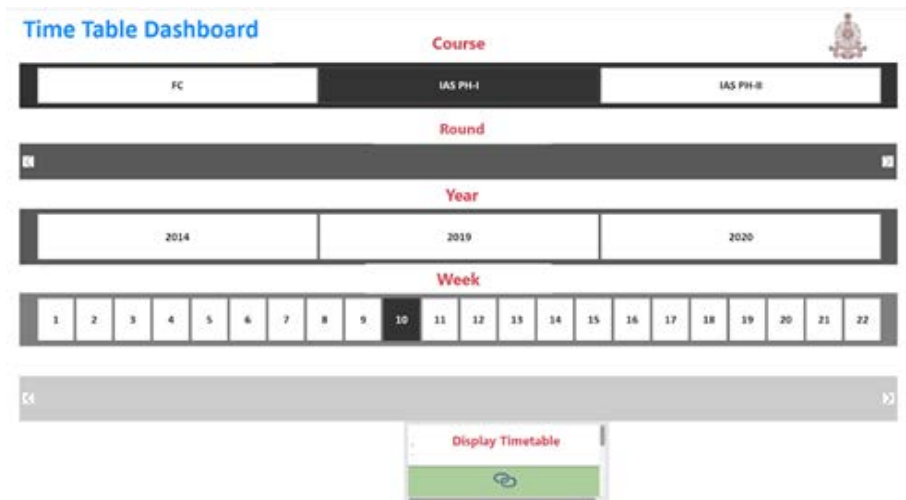 Time Table Dashboard
Course
FC IAS PH-I IAS PH-II
Round
Year
2014 2019 2020
Week
1 2 3 4 5 6 7 8 9 10 11 12 13 14 15 16 17 18 19 20 21 22
Display Timetable